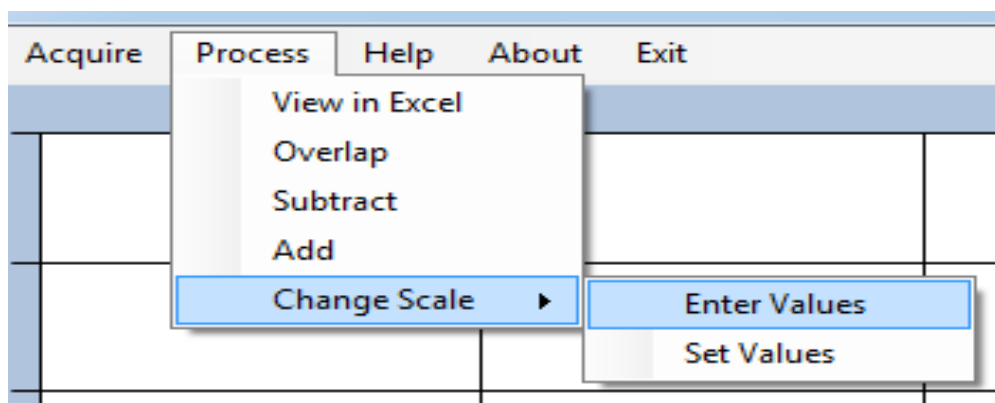 Acquire Process Help About Exit
View in Excel
Overlap
Subtract
Add
Change Scale
Enter Values
Set Values